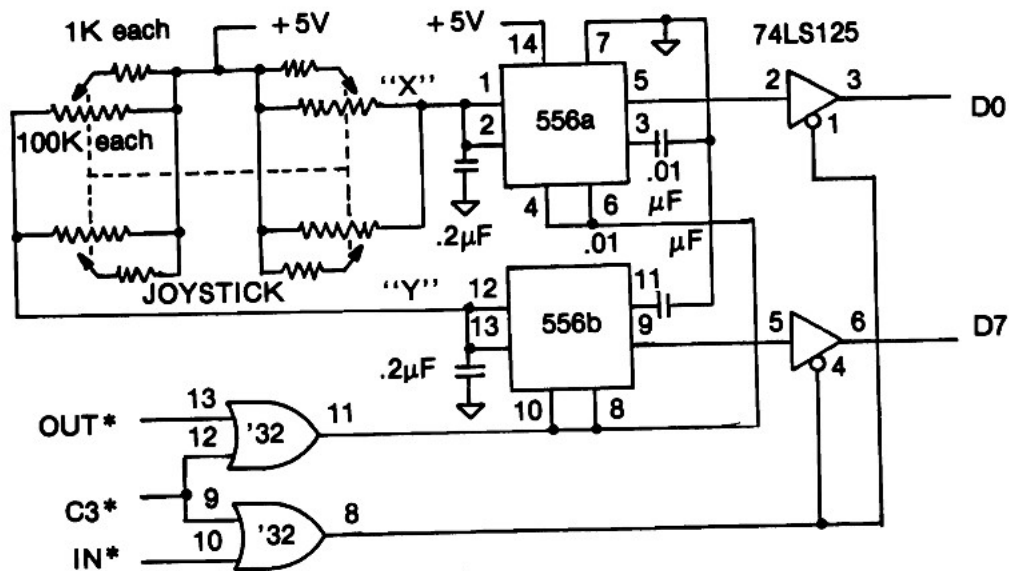 1K each
+5V
+5V
14
7
74LS125
"X"
1
5
2
3
D0
100K each
2
556a
3
1
.01
μF
4
6
.2μF
.01
μF
JOYSTICK
"Y"
12
11
13
556b
9
5
6
D7
4
.2μF
10
8
OUT*
13
'32
11
12
C3*
9
8
10
'32
IN*